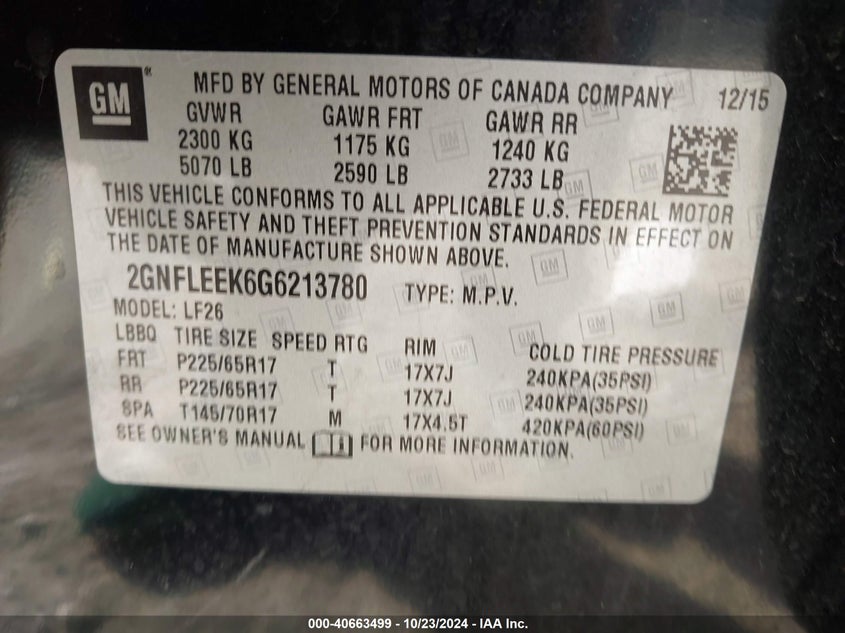 GM
MFD BY GENERAL MOTORS OF CANADA COMPANY 12/15
GVWR GAWR FRT GAWR RR
2300 KG 1175 KG 1240 KG
5070 LB 2590 LB 2733 LB
THIS VEHICLE CONFORMS TO ALL APPLICABLE U.S. FEDERAL MOTOR
VEHICLE SAFETY AND THEFT PREVENTION STANDARDS IN EFFECT ON
THE DATE OF MANUFACTURE SHOWN ABOVE.
2GNFLEEK6G6213780 TYPE: M.P.V.
MODEL: LF26
LBBQ TIRE SIZE SPEED RTG RIM COLD TIRE PRESSURE
FRT P225/65R17 T 17X7J 240KPA(35PSI)
RR P225/65R17 T 17X7J 240KPA(35PSI)
SPA T145/70R17 M 17X4.5T 420KPA(60PSI)
SEE OWNER'S MANUAL FOR MORE INFORMATION.
000-40663499 - 10/23/2024 - IAA Inc.